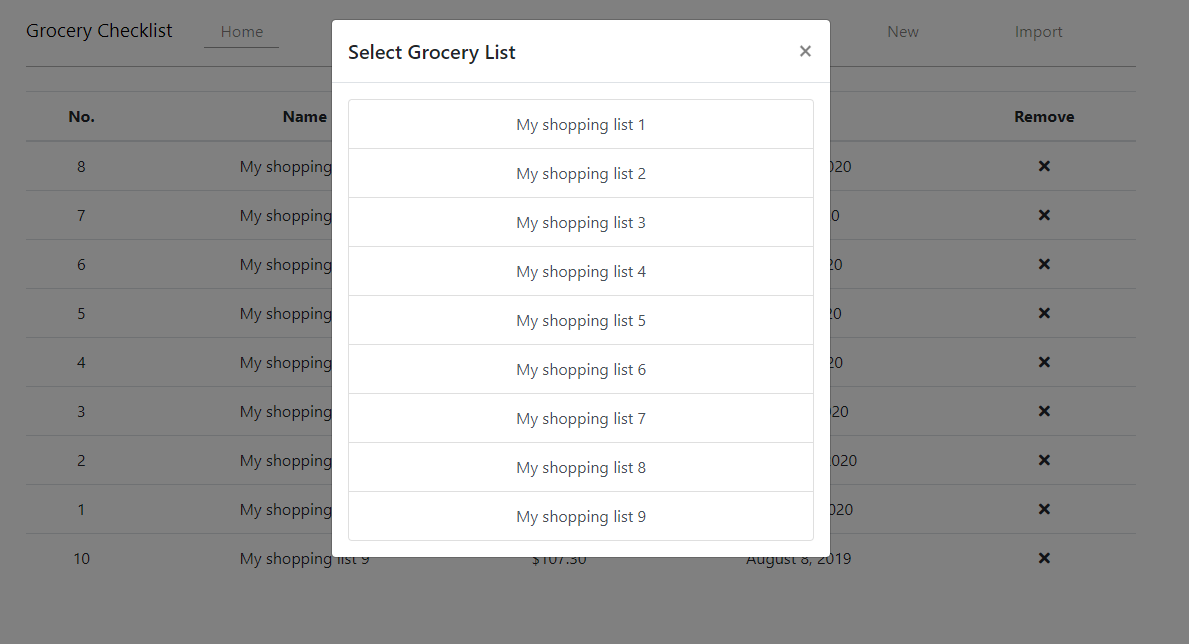 Grocery Checklist Home New Import
Select Grocery List ×
No. Name Remove
My shopping list 1
My shopping list 2
My shopping list 3
My shopping list 4
My shopping list 5
My shopping list 6
My shopping list 7
My shopping list 8
My shopping list 9
8 My shopping 020
7 My shopping 0
6 My shopping 20
5 My shopping 20
4 My shopping 20
3 My shopping 020
2 My shopping 2020
1 My shopping 020
10 My shopping list 9 $107.30 August 8, 2019